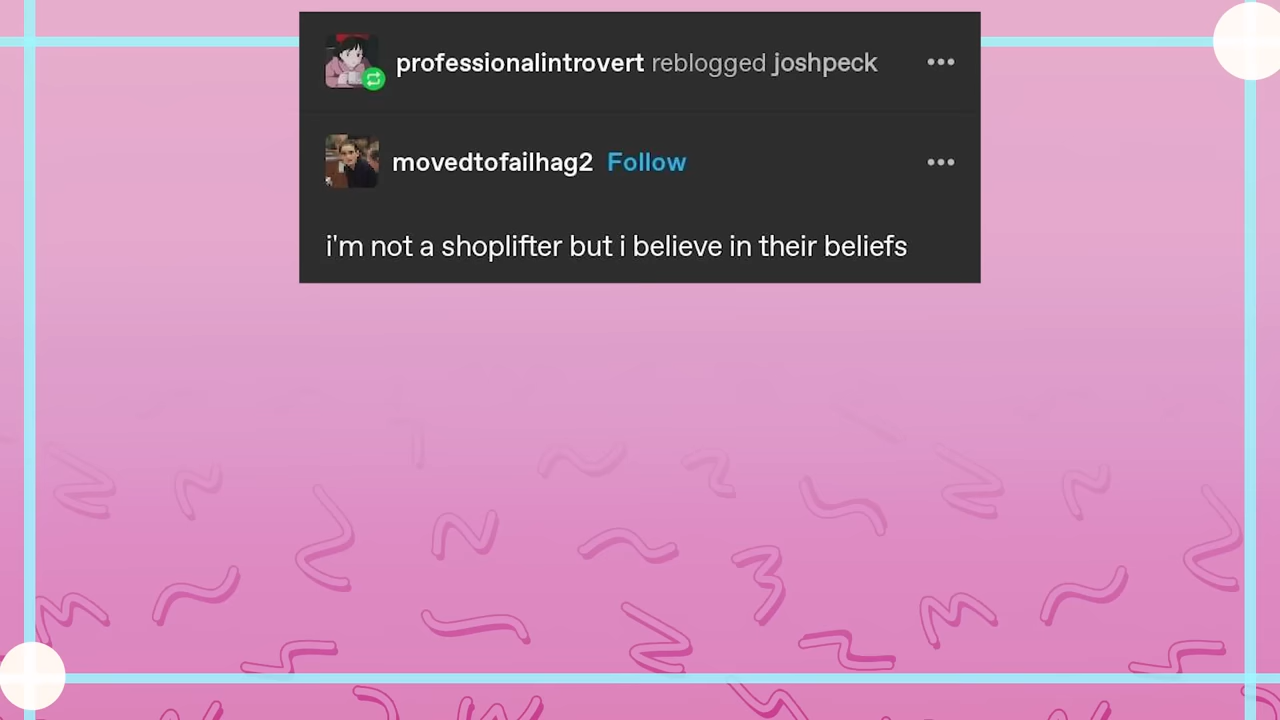 professionalintrovert reblogged joshpeck
movedtofailhag2 Follow
i'm not a shoplifter but i believe in their beliefs